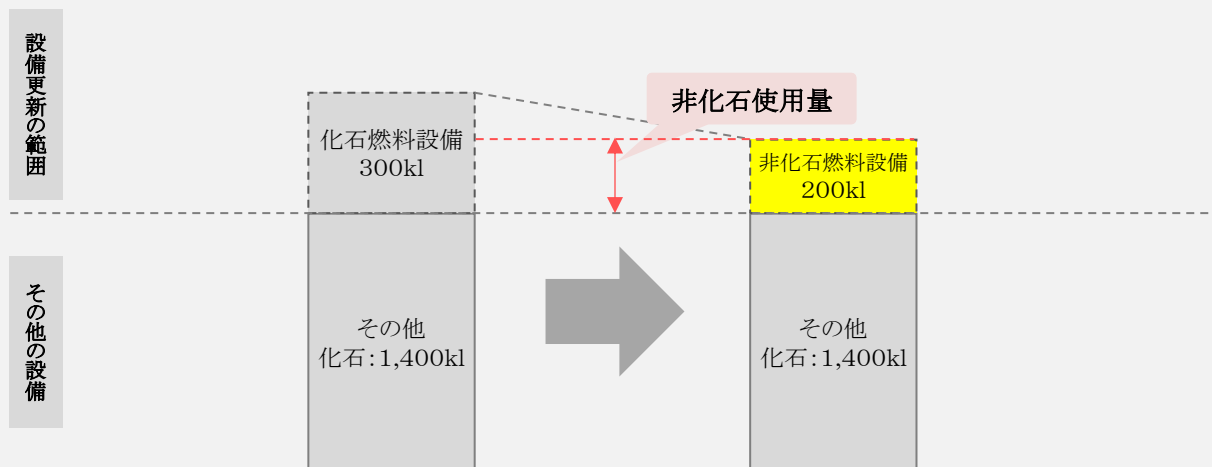 設備更新の範囲
化石燃料設備
300kl
非化石使用量
非化石燃料設備
200kl
その他の設備
その他
化石：1,400kl
その他
化石：1,400kl